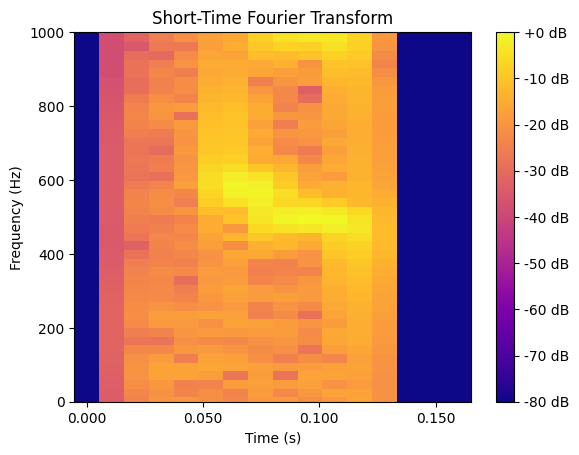 Short-Time Fourier Transform
Frequency (Hz)
1000
800
600
400
200
0
0.000 0.050 0.100 0.150
Time (s)
+0 dB
-10 dB
-20 dB
-30 dB
-40 dB
-50 dB
-60 dB
-70 dB
-80 dB